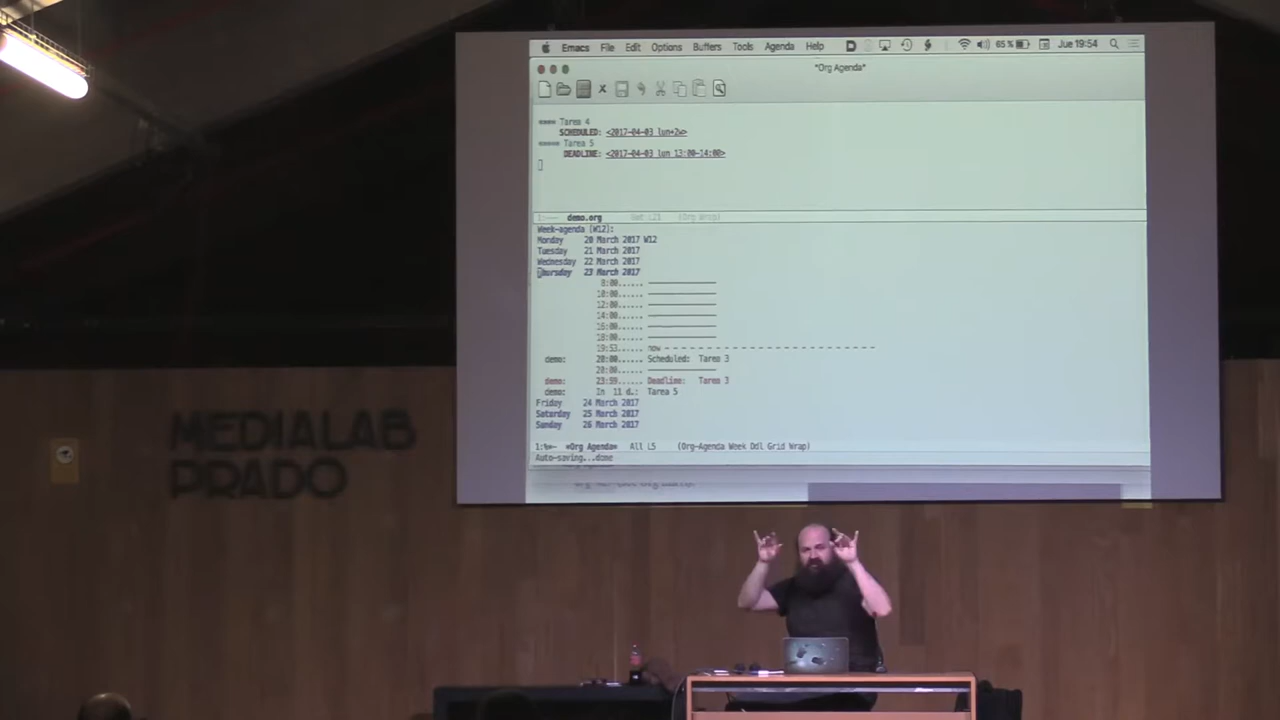 Emacs File Edit Options Buffers Tools Agenda Help 65% Jue 19:54
*Org Agenda*
**** Tarea 4
SCHEDULED: <2017-04-03 lun+2w>
***** Tarea 5
DEADLINE: <2017-04-03 lun 13:00-14:00>
demo.org (Org Wrap)
Week-agenda (W12):
Monday 20 March 2017 W12
Tuesday 21 March 2017
Wednesday 22 March 2017
Thursday 23 March 2017
8:00...... ----------------
10:00...... ----------------
12:00...... ----------------
14:00...... ----------------
16:00...... ----------------
18:00...... ----------------
19:53...... now - - - - - - - - - - - - - - - - - - - - - - - - -
demo: 20:00...... Scheduled: Tarea 3
20:00...... ----------------
demo: 23:59...... Deadline: Tarea 3
demo: In 11 d.: Tarea 5
Friday 24 March 2017
Saturday 25 March 2017
Sunday 26 March 2017
1:%*- *Org Agenda* All L5 (Org-Agenda Week Ddl Grid Wrap)
Auto-saving...done
MEDIALAB
PRADO